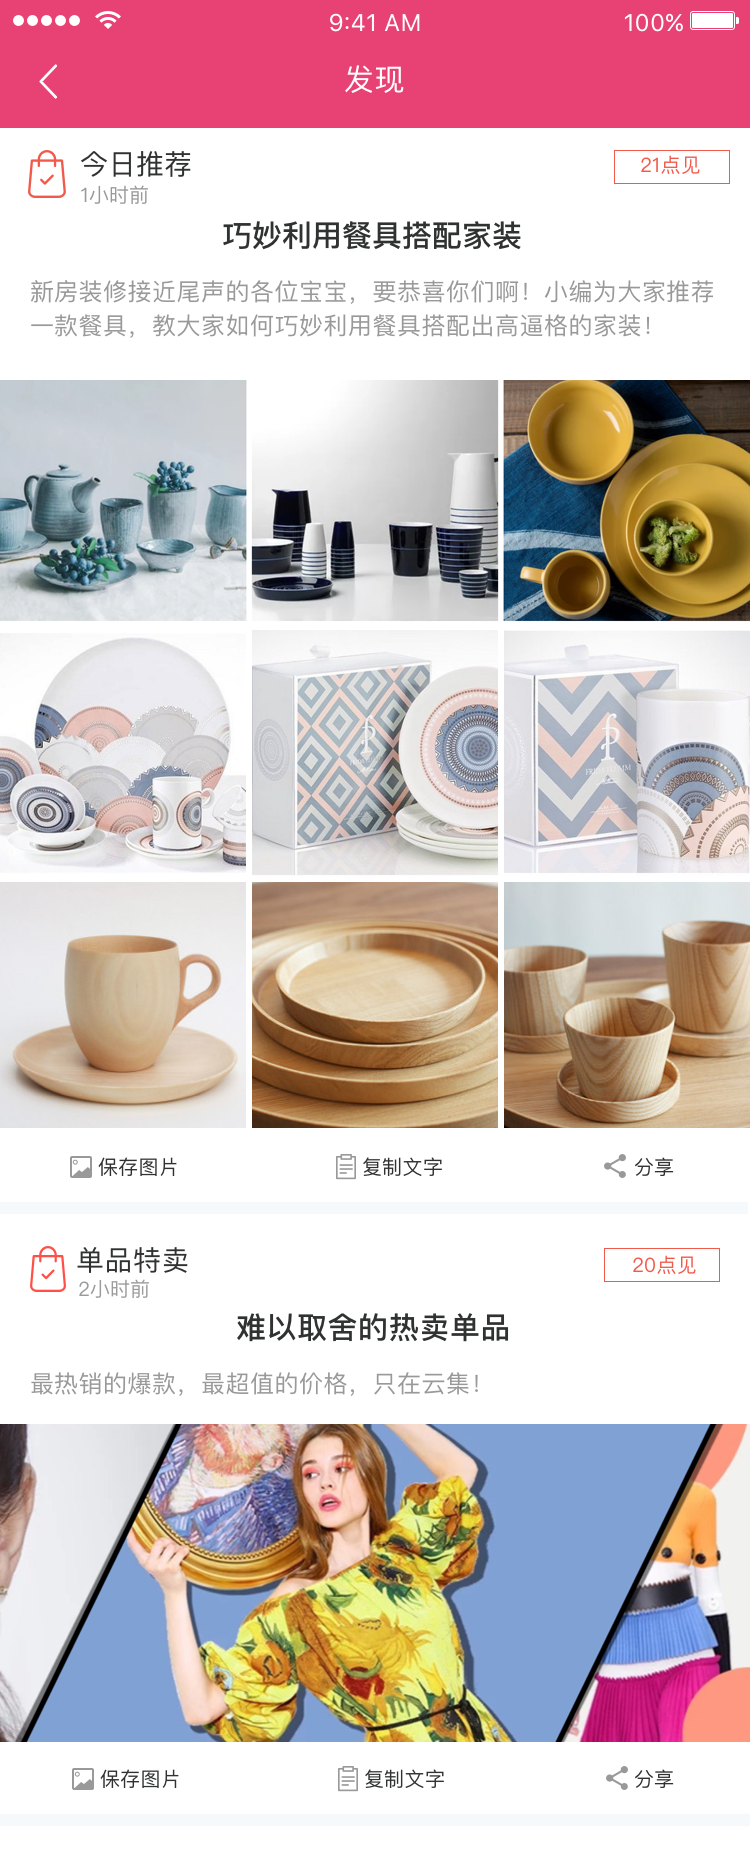 9:41 AM
100%
发现
今日推荐
1小时前
21点见
巧妙利用餐具搭配家装
新房装修接近尾声的各位宝宝，要恭喜你们啊！小编为大家推荐
一款餐具，教大家如何巧妙利用餐具搭配出高逼格的家装！
保存图片
复制文字
分享
单品特卖
2小时前
20点见
难以取舍的热卖单品
最热销的爆款，最超值的价格，只在云集！
保存图片
复制文字
分享